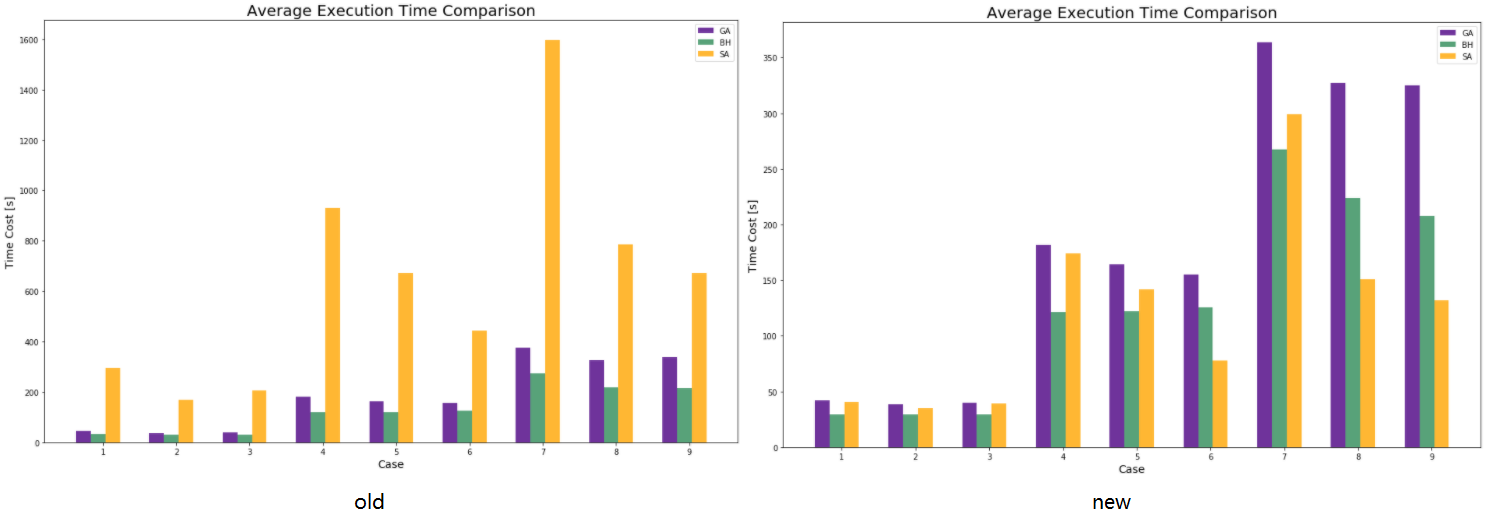 Average Execution Time Comparison
GA
BH
SA
1600
1400
1200
1000
800
600
400
200
0
Time Cost [s]
1 2 3 4 5 6 7 8 9
Case
old
Average Execution Time Comparison
GA
BH
SA
350
300
250
200
150
100
50
0
Time Cost [s]
1 2 3 4 5 6 7 8 9
Case
new